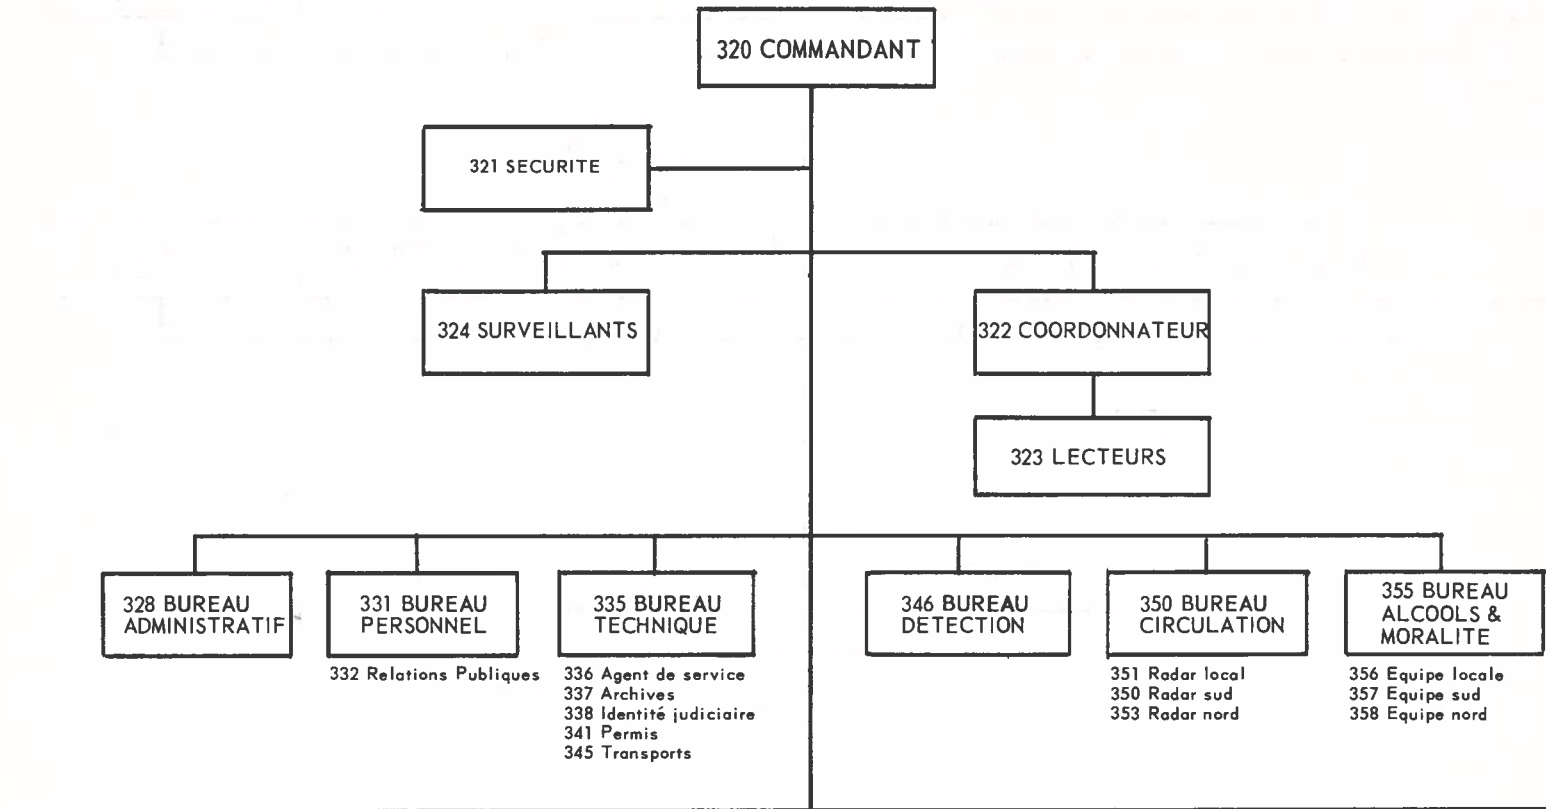 320 COMMANDANT
321 SECURITE
324 SURVEILLANTS
322 COORDONNATEUR
323 LECTEURS
328 BUREAU
ADMINISTRATIF
331 BUREAU
PERSONNEL
332 Relations Publiques
335 BUREAU
TECHNIQUE
336 Agent de service
337 Archives
338 Identité judiciaire
341 Permis
345 Transports
346 BUREAU
DETECTION
350 BUREAU
CIRCULATION
351 Radar local
350 Radar sud
353 Radar nord
355 BUREAU
ALCOOLS &
MORALITE
356 Equipe locale
357 Equipe sud
358 Equipe nord